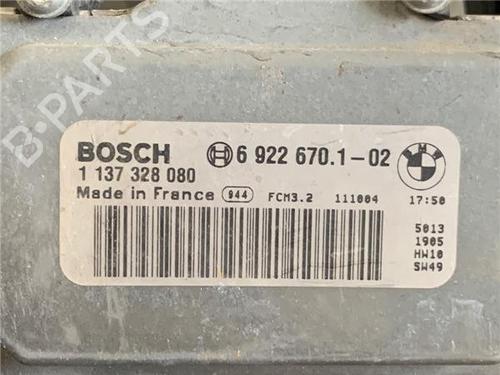 BOSCH 6 922 670.1-02
1 137 328 080
Made in France 944 FCM3.2 111004 17:50
5013
1905
HW10
SW49
B-PARTS
BMW